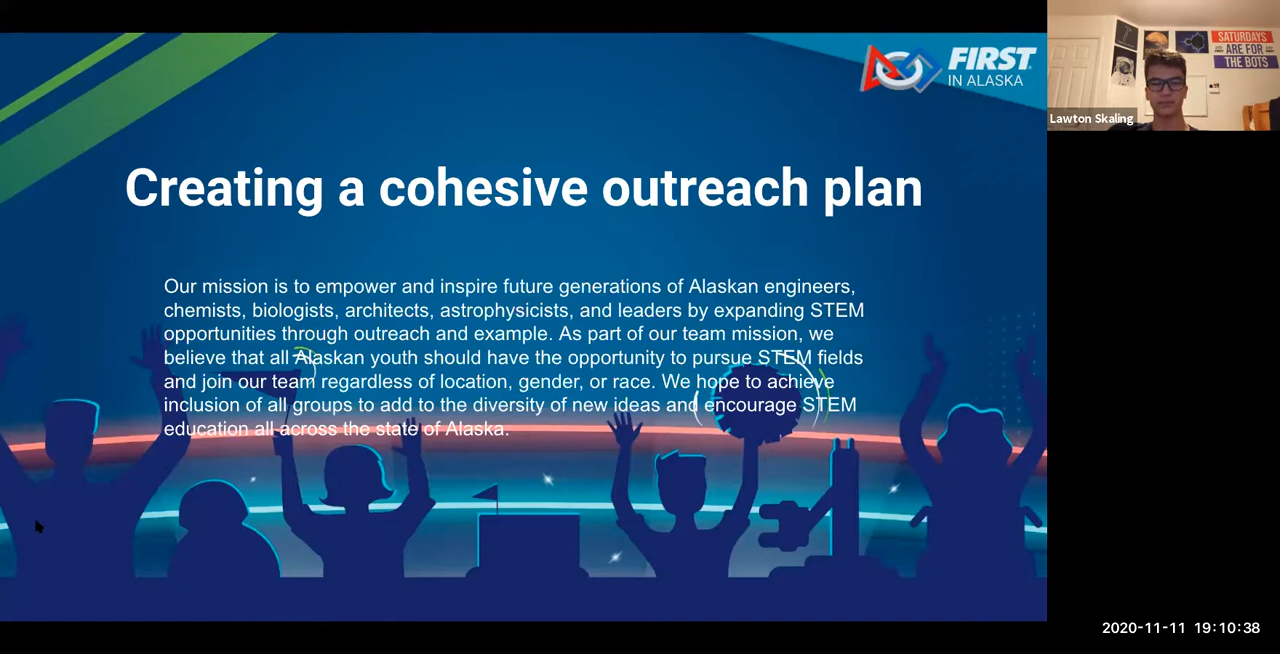 FIRST
IN ALASKA
SATURDAYS
ARE FOR
THE BOTS
Lawton Skaling
Creating a cohesive outreach plan
Our mission is to empower and inspire future generations of Alaskan engineers,
chemists, biologists, architects, astrophysicists, and leaders by expanding STEM
opportunities through outreach and example. As part of our team mission, we
believe that all Alaskan youth should have the opportunity to pursue STEM fields
and join our team regardless of location, gender, or race. We hope to achieve
inclusion of all groups to add to the diversity of new ideas and encourage STEM
education all across the state of Alaska.
2020-11-11 19:10:38